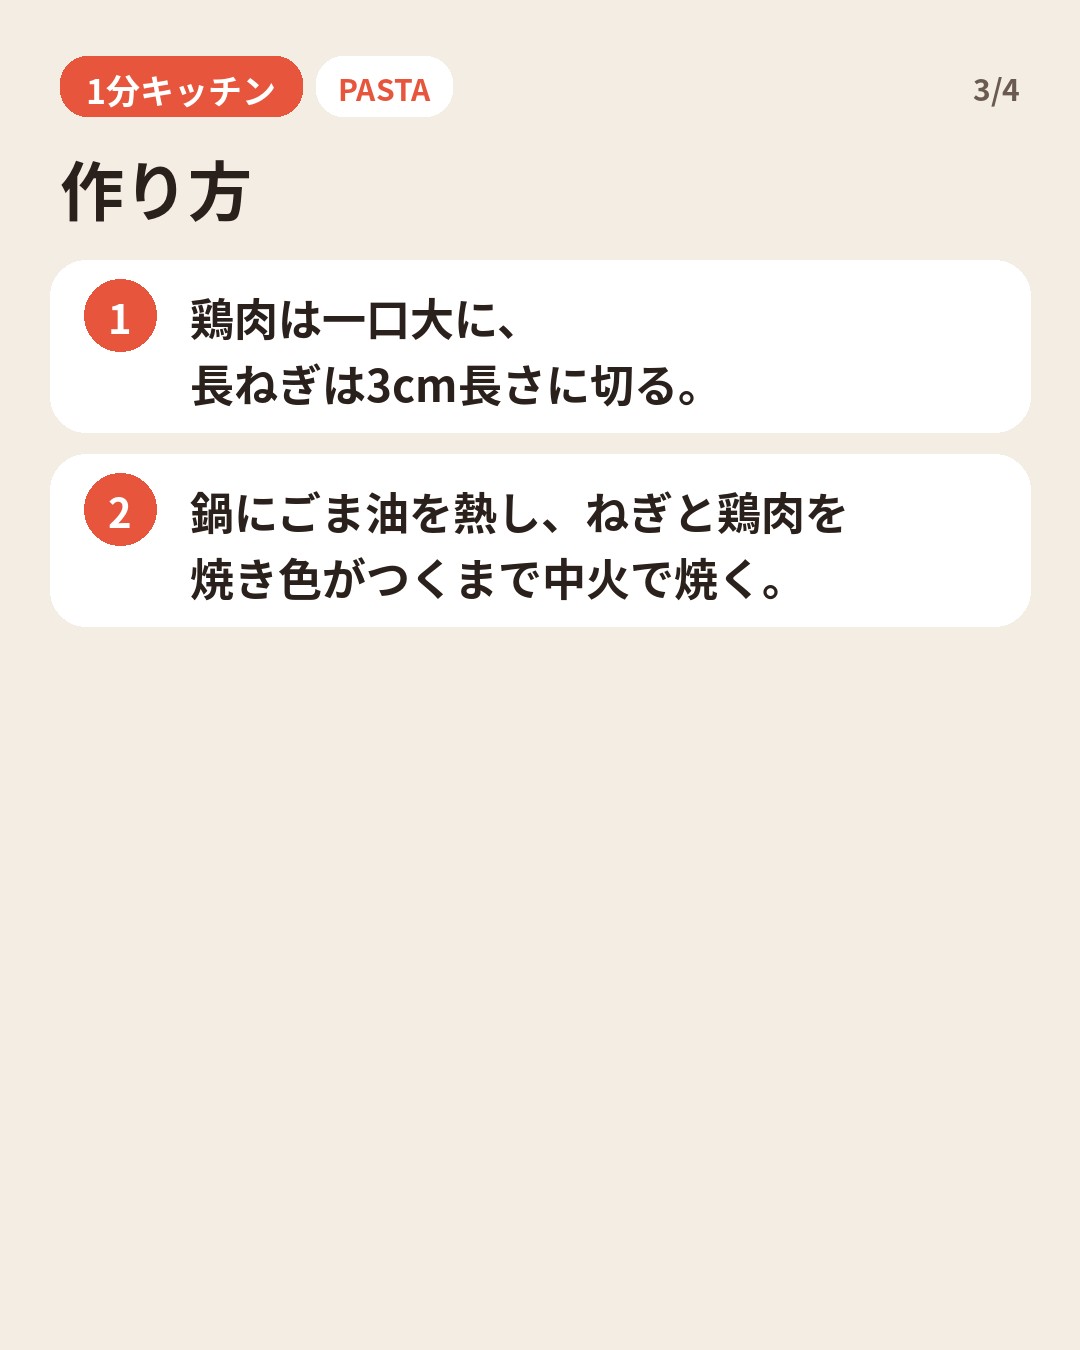 1分キッチン PASTA 3/4
作り方
1 鶏肉は一口大に、
長ねぎは3cm長さに切る。
2 鍋にごま油を熱し、ねぎと鶏肉を
焼き色がつくまで中火で焼く。